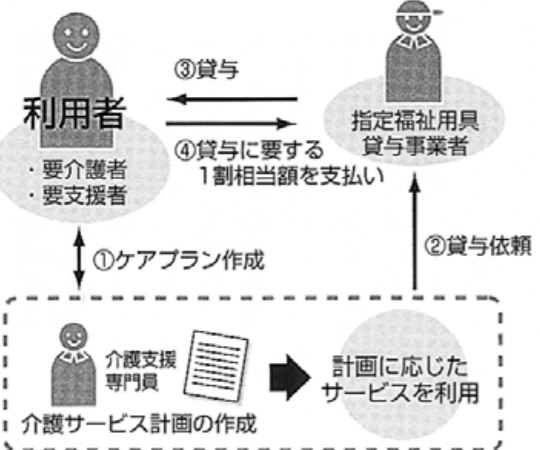 利用者
・要介護者
・要支援者
③貸与
④貸与に要する
1割相当額を支払い
指定福祉用具
貸与事業者
①ケアプラン作成
②貸与依頼
介護支援
専門員
介護サービス計画の作成
計画に応じた
サービスを利用